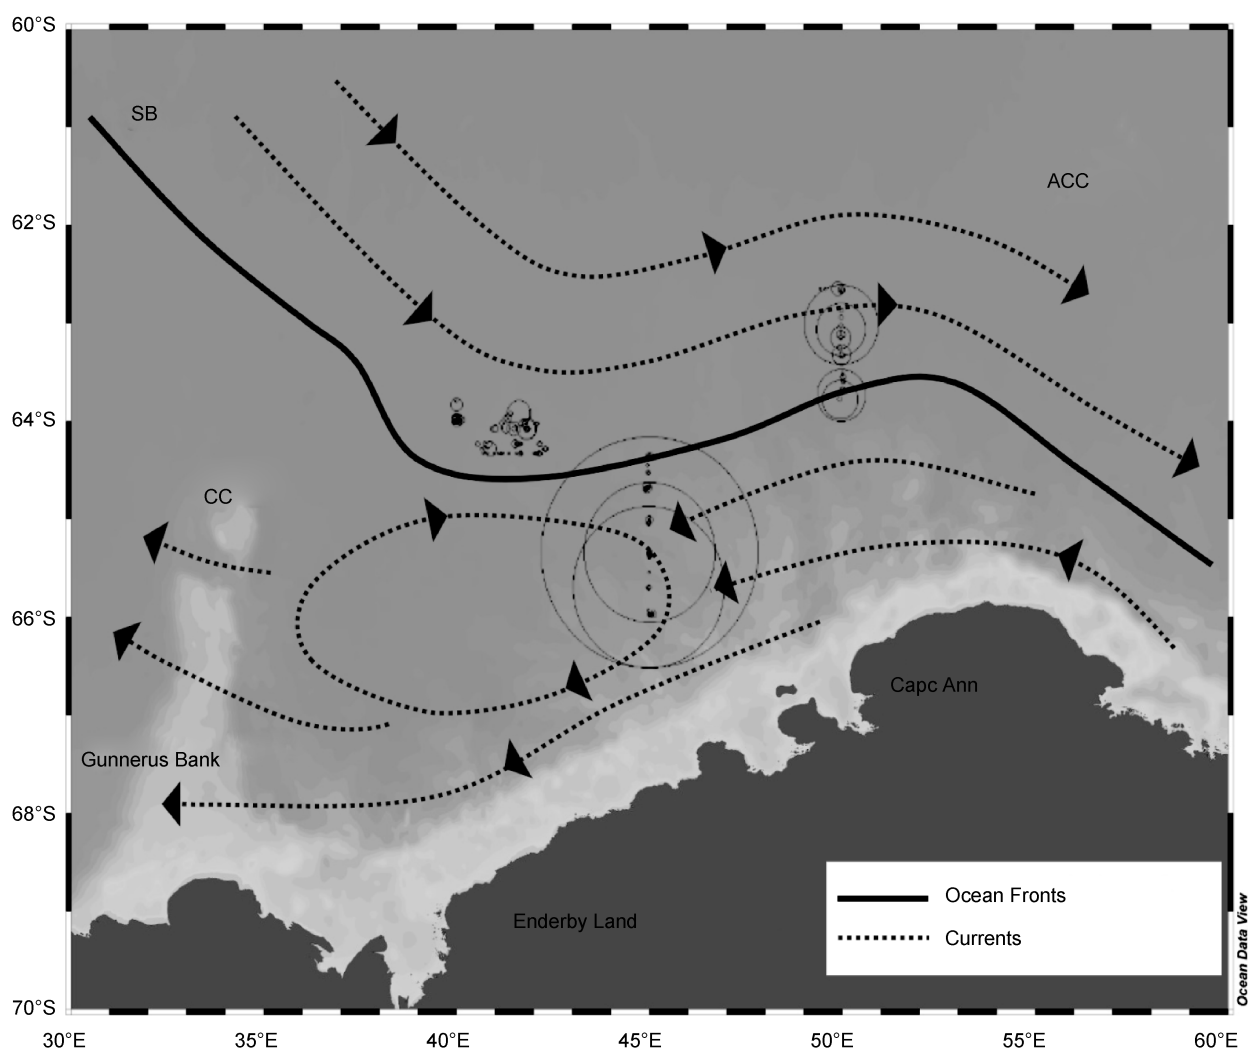 60°S
SB
ACC
62°S
64°S
CC
66°S
Capc Ann
Gunnerus Bank
68°S
Ocean Fronts
Enderby Land
Currents
Ocean Data View
70°S
30°E 35°E 40°E 45°E 50°E 55°E 60°E